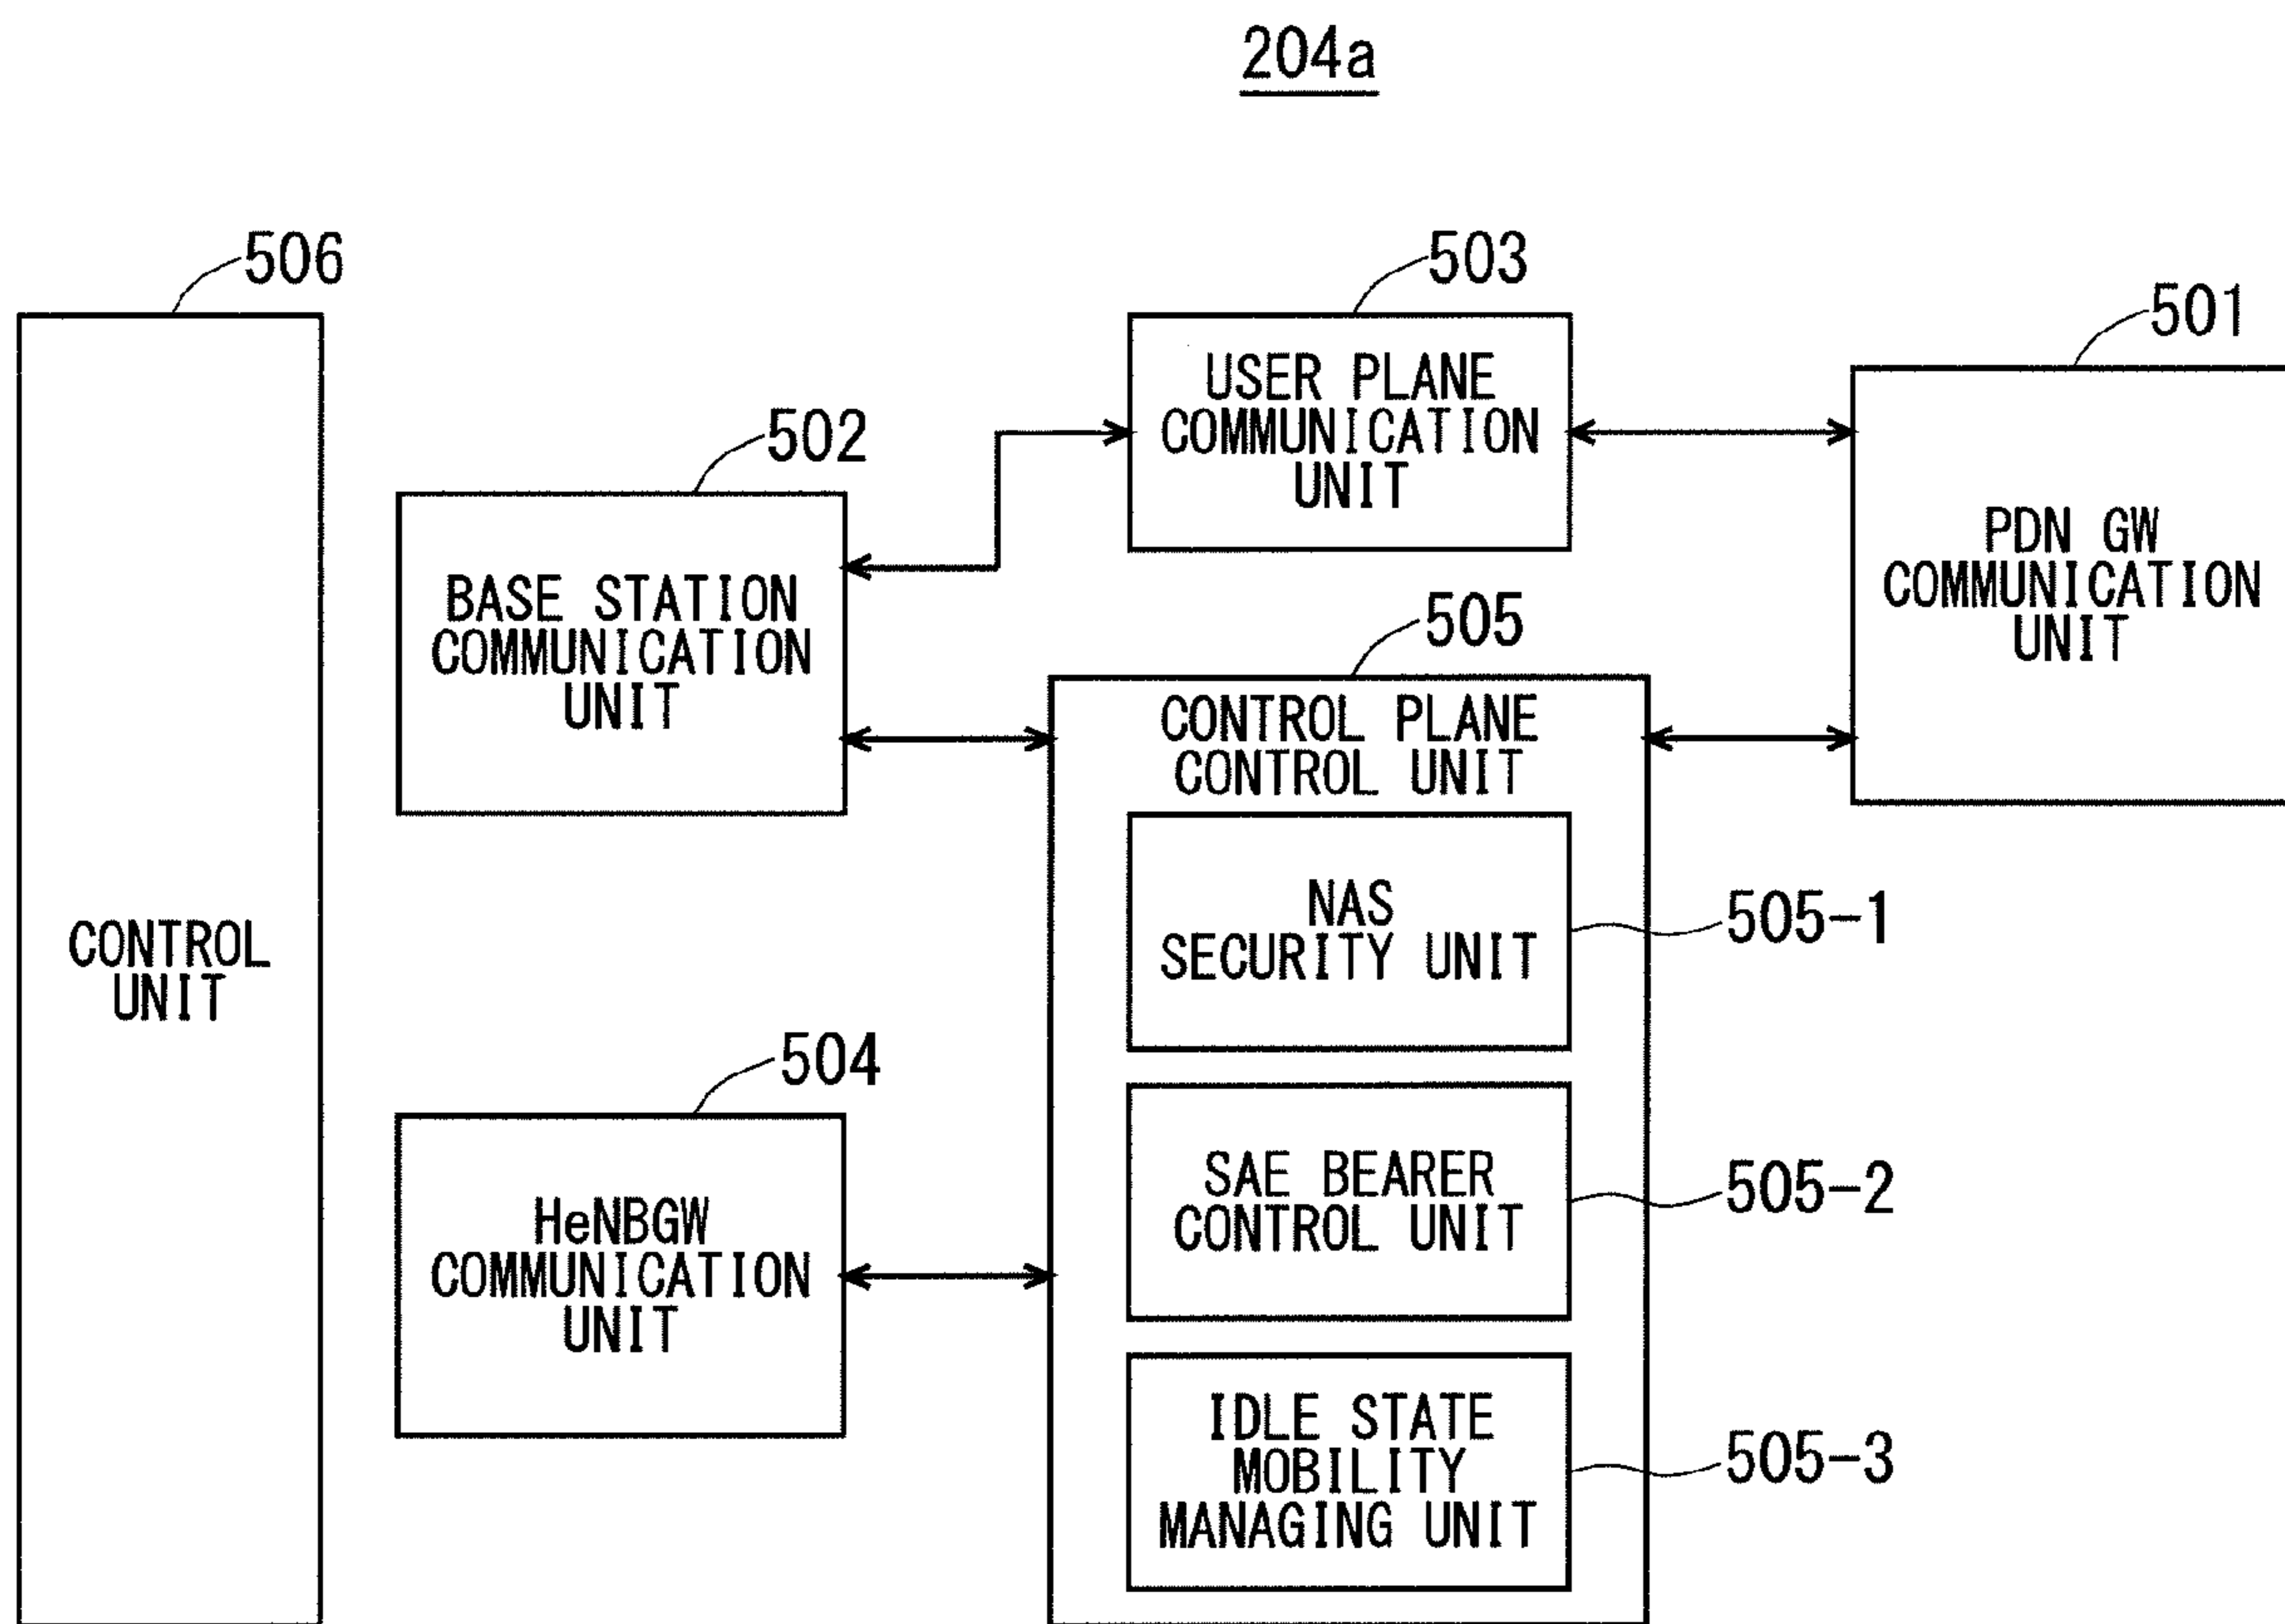 204a
506
503
501
USER PLANE
COMMUNICATION
UNIT
502
PDN GW
COMMUNICATION
UNIT
BASE STATION
COMMUNICATION
UNIT
505
CONTROL PLANE
CONTROL UNIT
NAS
SECURITY UNIT
505-1
CONTROL
UNIT
504
SAE BEARER
CONTROL UNIT
505-2
HeNBGW
COMMUNICATION
UNIT
IDLE STATE
MOBILITY
MANAGING UNIT
505-3